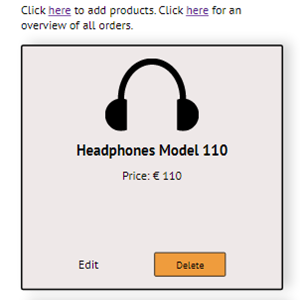 Click here to add products. Click here for an
overview of all orders.
Headphones Model 110
Price: € 110
Edit
Delete